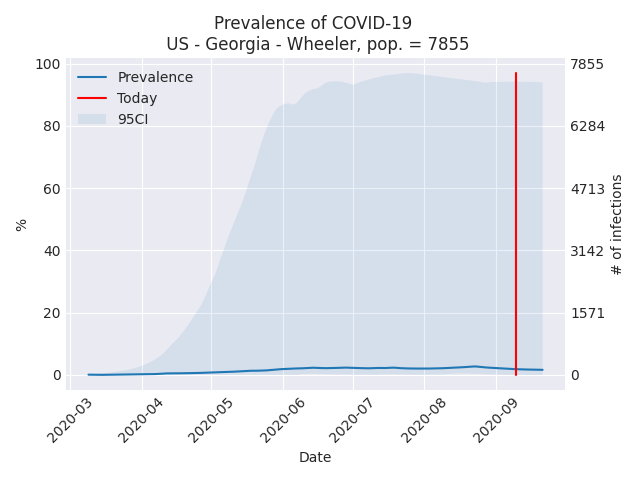 Prevalence of COVID-19
US - Georgia - Wheeler, pop. = 7855
Prevalence
Today
95CI
100
80
60
40
20
0
%
7855
6284
4713
3142
1571
0
# of infections
2020-03
2020-04
2020-05
2020-06
2020-07
2020-08
2020-09
Date